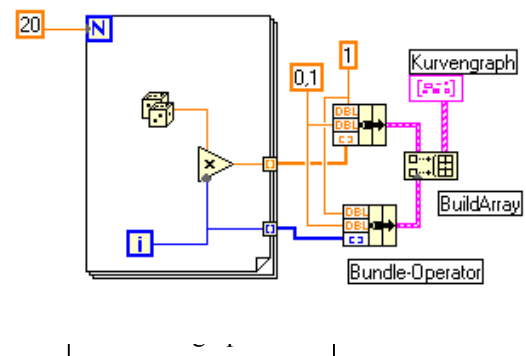 20
N
1
0,1
Kurvengraph
DBL
DBL
x
BuildArray
i
DBL
DBL
Bundle-Operator